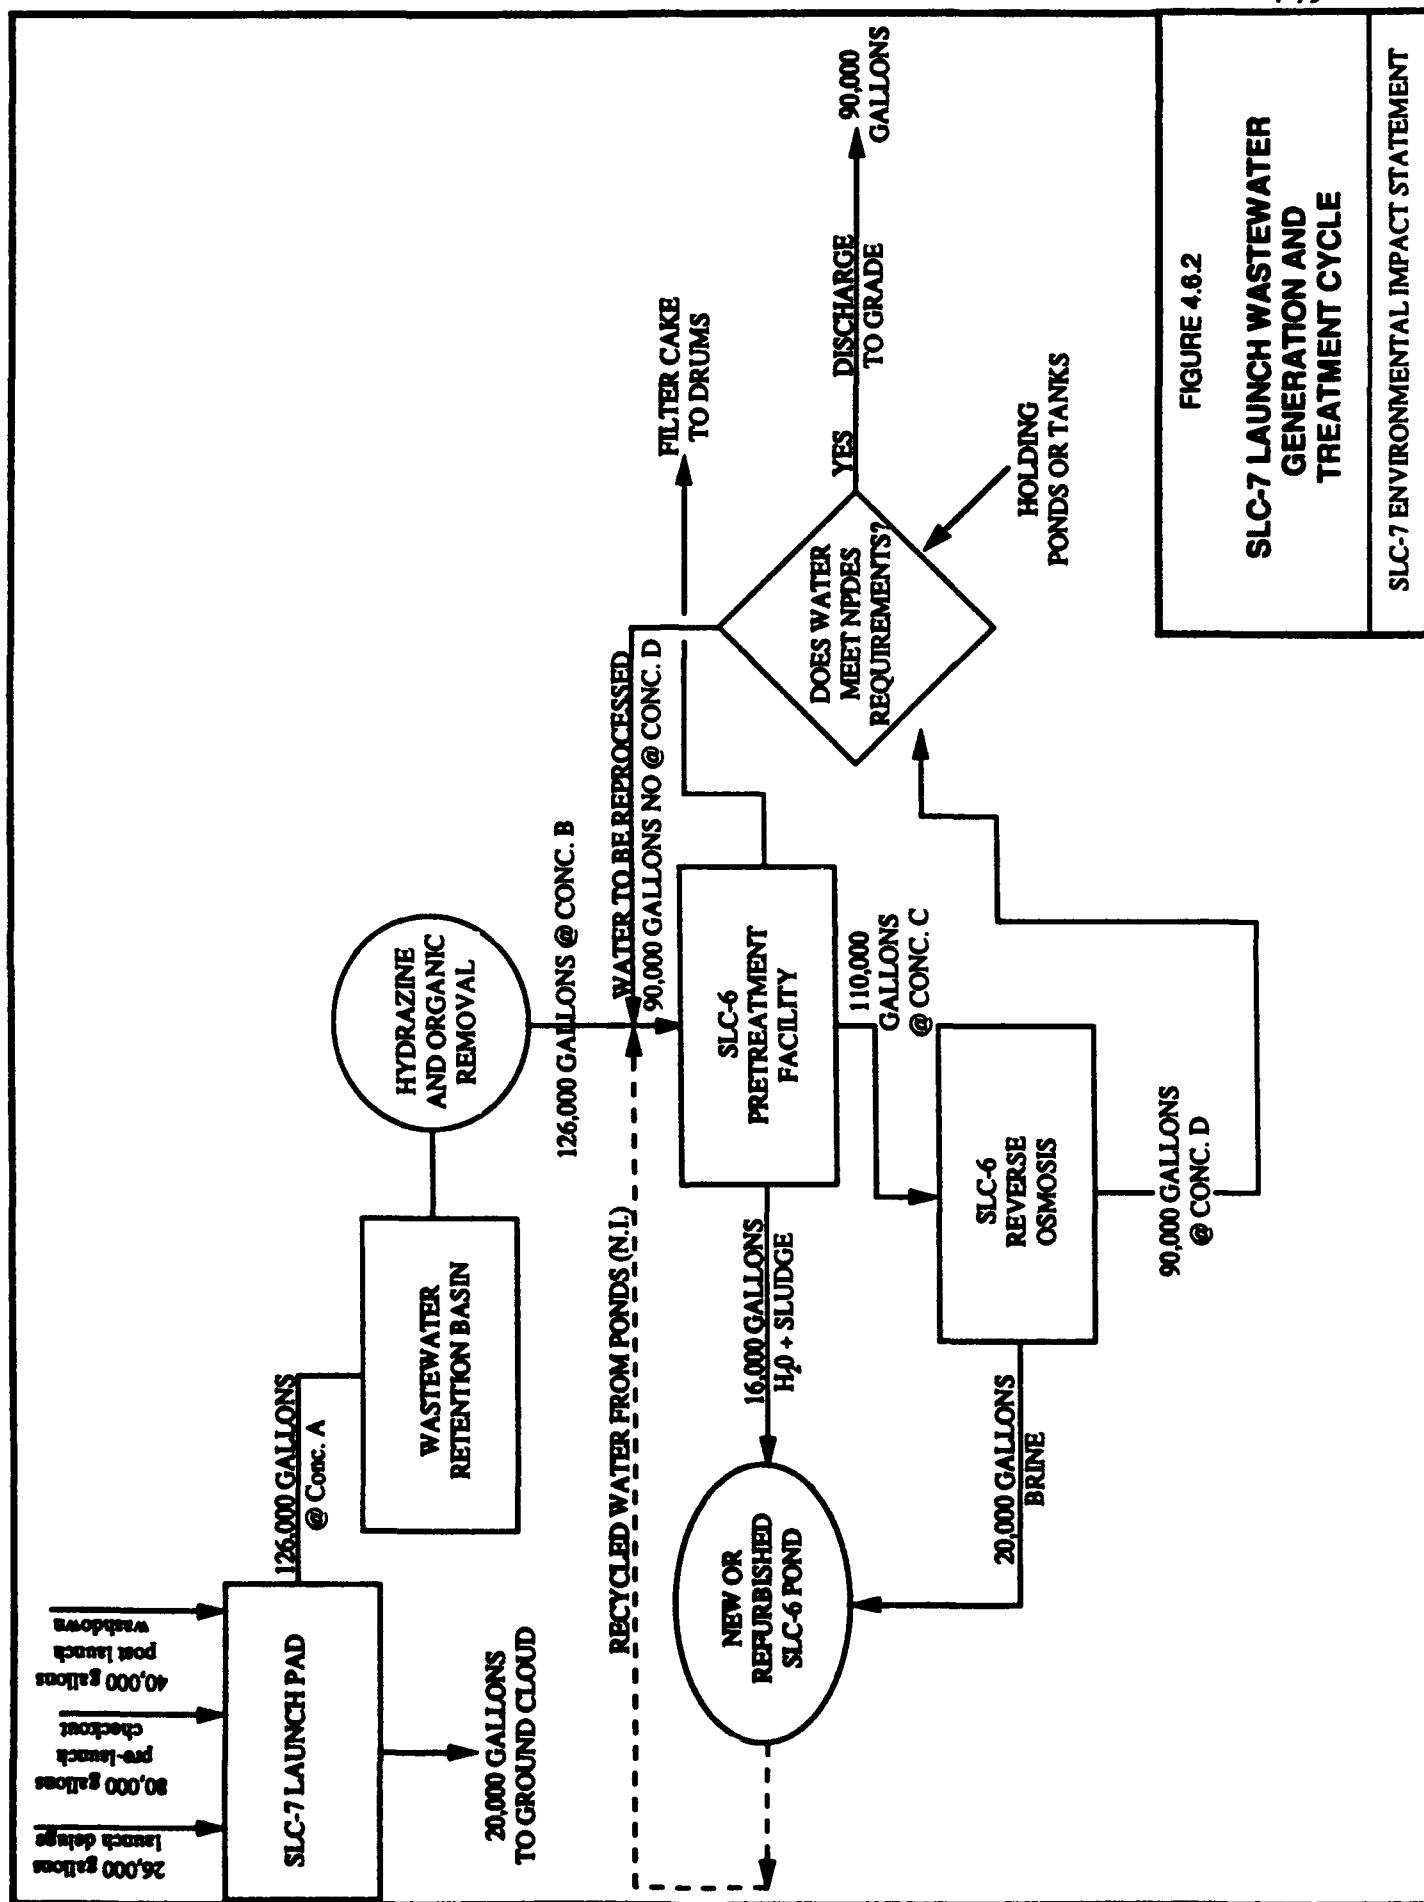 26,000 gallons
launch deluge
80,000 gallons
pre-launch
checkout
40,000 gallons
post launch
washdown
SLC-7 LAUNCH PAD
20,000 GALLONS
TO GROUND CLOUD
126,000 GALLONS
@ Conc. A
WASTEWATER
RETENTION BASIN
HYDRAZINE
AND ORGANIC
REMOVAL
126,000 GALLONS @ CONC. B
RECYCLED WATER FROM PONDS (N.I.)
WATER TO BE REPROCESSED
90,000 GALLONS NO @ CONC. D
FILTER CAKE
TO DRUMS
SLC-6
PRETREATMENT
FACILITY
16,000 GALLONS
H2O + SLUDGE
NEW OR
REFURBISHED
SLC-6 POND
110,000
GALLONS
@ CONC. C
SLC-6
REVERSE
OSMOSIS
20,000 GALLONS
BRINE
90,000 GALLONS
@ CONC. D
DOES WATER
MEET NPDES
REQUIREMENTS?
YES
DISCHARGE
TO GRADE
90,000
GALLONS
HOLDING
PONDS OR TANKS
FIGURE 4.6.2
SLC-7 LAUNCH WASTEWATER
GENERATION AND
TREATMENT CYCLE
SLC-7 ENVIRONMENTAL IMPACT STATEMENT